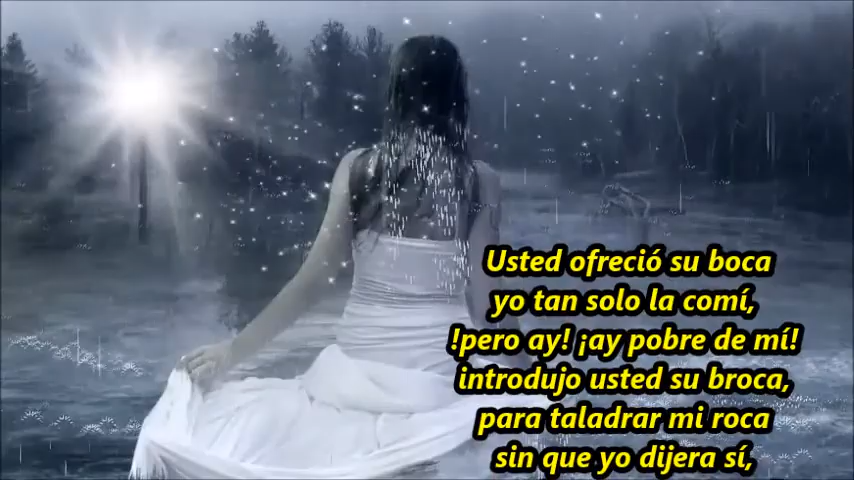 Usted ofreció su boca
yo tan solo la comí,
!pero ay! ¡ay pobre de mí!
introdujo usted su broca,
para taladrar mi roca
sin que yo dijera sí,